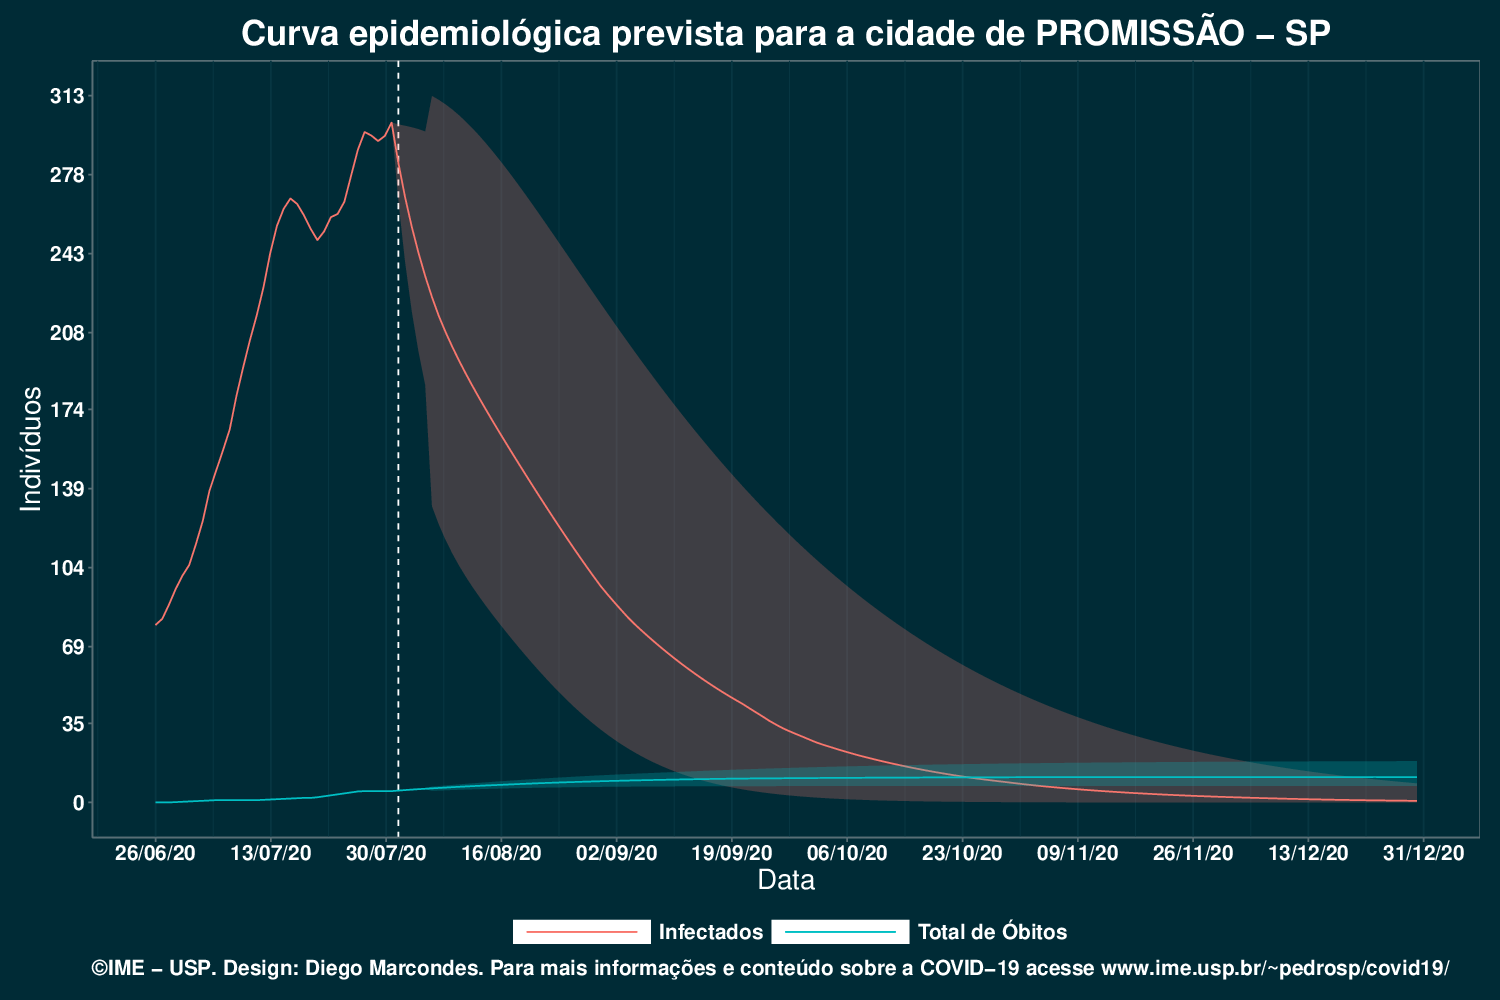 Curva epidemiológica prevista para a cidade de PROMISSÃO – SP
313
278
243
208
174
139
104
69
35
0
Indivíduos
26/06/20 13/07/20 30/07/20 16/08/20 02/09/20 19/09/20 06/10/20 23/10/20 09/11/20 26/11/20 13/12/20 31/12/20
Data
Infectados Total de Óbitos
©IME – USP. Design: Diego Marcondes. Para mais informações e conteúdo sobre a COVID–19 acesse www.ime.usp.br/~pedrosp/covid19/